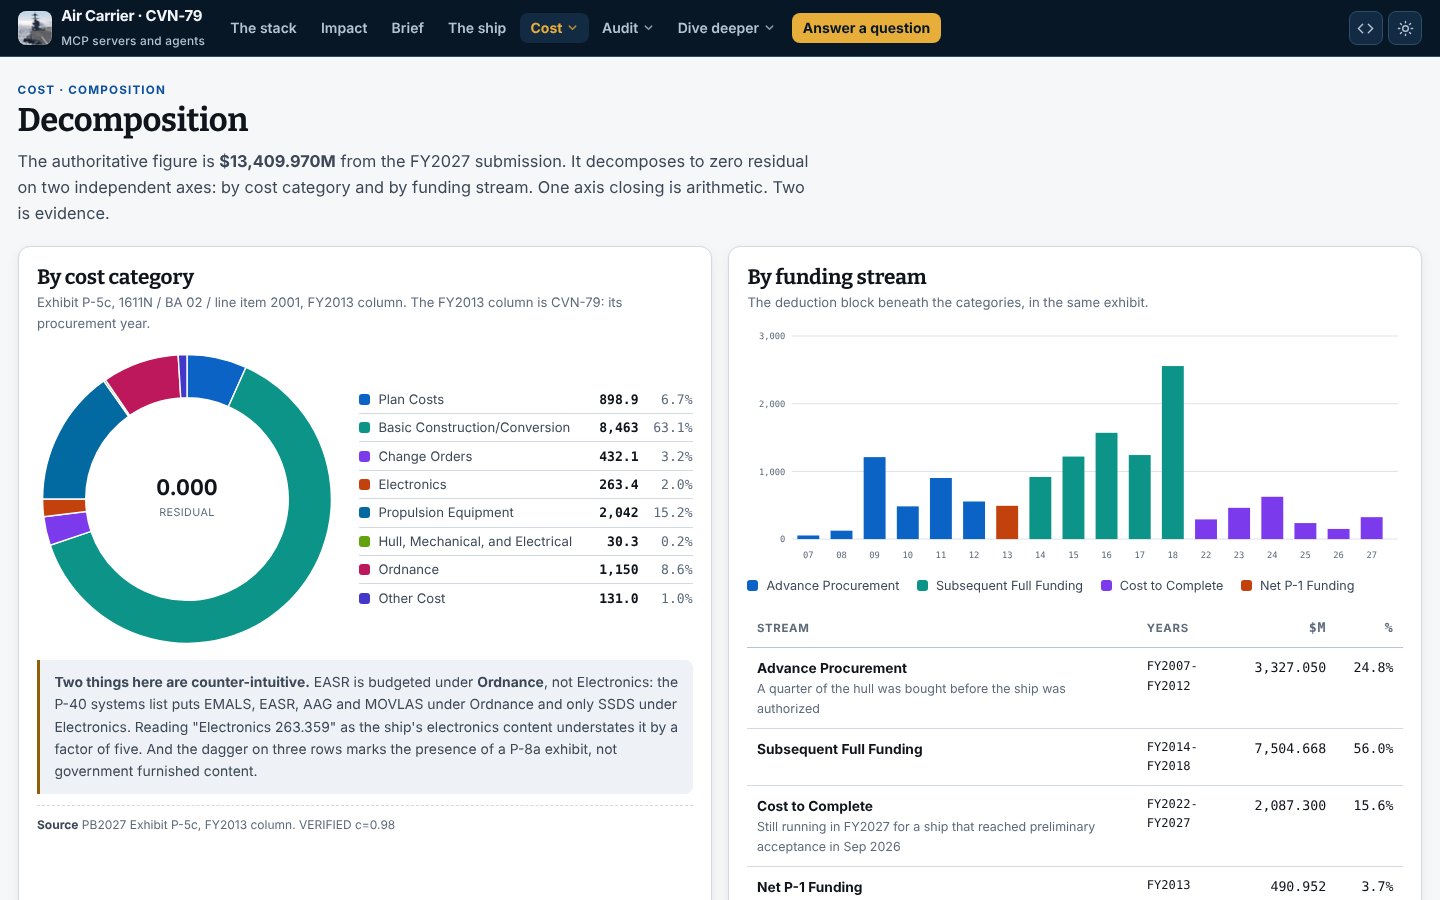 Air Carrier · CVN-79
MCP servers and agents
The stack
Impact
Brief
The ship
Cost
Audit
Dive deeper
Answer a question
COST · COMPOSITION
Decomposition
The authoritative figure is $13,409.970M from the FY2027 submission. It decomposes to zero residual
on two independent axes: by cost category and by funding stream. One axis closing is arithmetic. Two
is evidence.
By cost category
Exhibit P-5c, 1611N / BA 02 / line item 2001, FY2013 column. The FY2013 column is CVN-79: its
procurement year.
0.000
RESIDUAL
Plan Costs 898.9 6.7%
Basic Construction/Conversion 8,463 63.1%
Change Orders 432.1 3.2%
Electronics 263.4 2.0%
Propulsion Equipment 2,042 15.2%
Hull, Mechanical, and Electrical 30.3 0.2%
Ordnance 1,150 8.6%
Other Cost 131.0 1.0%
Two things here are counter-intuitive. EASR is budgeted under Ordnance, not Electronics: the
P-40 systems list puts EMALS, EASR, AAG and MOVLAS under Ordnance and only SSDS under
Electronics. Reading "Electronics 263.359" as the ship's electronics content understates it by a
factor of five. And the dagger on three rows marks the presence of a P-8a exhibit, not
government furnished content.
Source PB2027 Exhibit P-5c, FY2013 column. VERIFIED c=0.98
By funding stream
The deduction block beneath the categories, in the same exhibit.
3,000
2,000
1,000
0
07 08 09 10 11 12 13 14 15 16 17 18 22 23 24 25 26 27
Advance Procurement
Subsequent Full Funding
Cost to Complete
Net P-1 Funding
STREAM YEARS $M %
Advance Procurement FY2007- 3,327.050 24.8%
A quarter of the hull was bought before the ship was FY2012
authorized
Subsequent Full Funding FY2014- 7,504.668 56.0%
FY2018
Cost to Complete FY2022- 2,087.300 15.6%
Still running in FY2027 for a ship that reached preliminary FY2027
acceptance in Sep 2026
Net P-1 Funding FY2013 490.952 3.7%